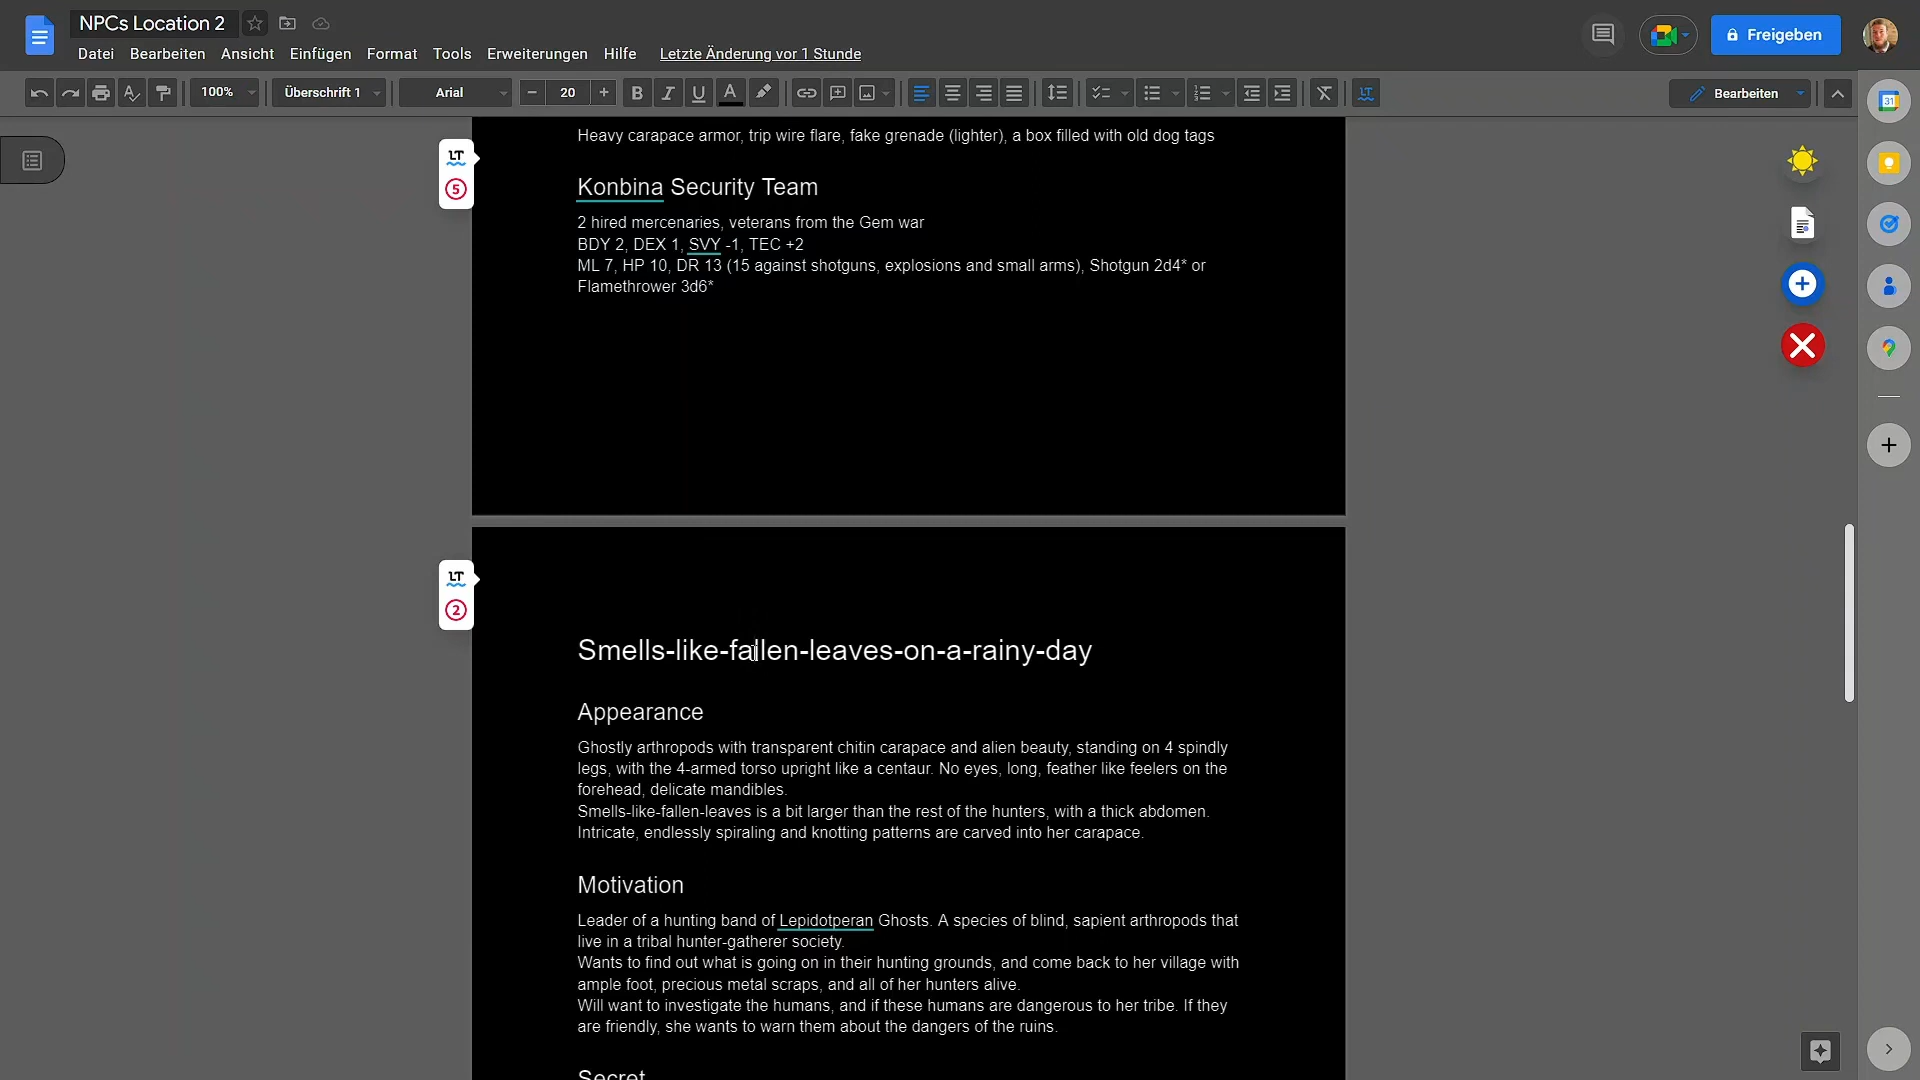 NPCs Location 2
Datei Bearbeiten Ansicht Einfügen Format Tools Erweiterungen Hilfe Letzte Änderung vor 1 Stunde
Freigeben
100% Überschrift 1 Arial 20 Bearbeiten
Heavy carapace armor, trip wire flare, fake grenade (lighter), a box filled with old dog tags
LT
5
Konbina Security Team
2 hired mercenaries, veterans from the Gem war
BDY 2, DEX 1, SVY -1, TEC +2
ML 7, HP 10, DR 13 (15 against shotguns, explosions and small arms), Shotgun 2d4* or
Flamethrower 3d6*
LT
2
Smells-like-fallen-leaves-on-a-rainy-day
Appearance
Ghostly arthropods with transparent chitin carapace and alien beauty, standing on 4 spindly
legs, with the 4-armed torso upright like a centaur. No eyes, long, feather like feelers on the
forehead, delicate mandibles.
Smells-like-fallen-leaves is a bit larger than the rest of the hunters, with a thick abdomen.
Intricate, endlessly spiraling and knotting patterns are carved into her carapace.
Motivation
Leader of a hunting band of Lepidotperan Ghosts. A species of blind, sapient arthropods that
live in a tribal hunter-gatherer society.
Wants to find out what is going on in their hunting grounds, and come back to her village with
ample foot, precious metal scraps, and all of her hunters alive.
Will want to investigate the humans, and if these humans are dangerous to her tribe. If they
are friendly, she wants to warn them about the dangers of the ruins.
Secret